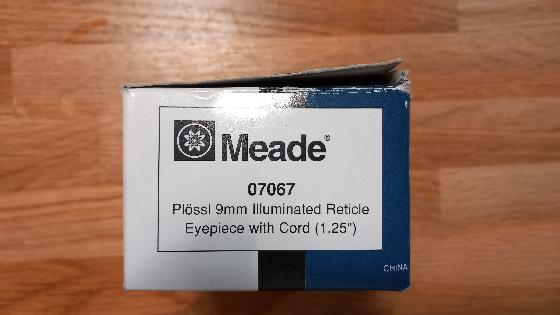 Meade®
07067
Plössl 9mm Illuminated Reticle
Eyepiece with Cord (1.25")
CHINA